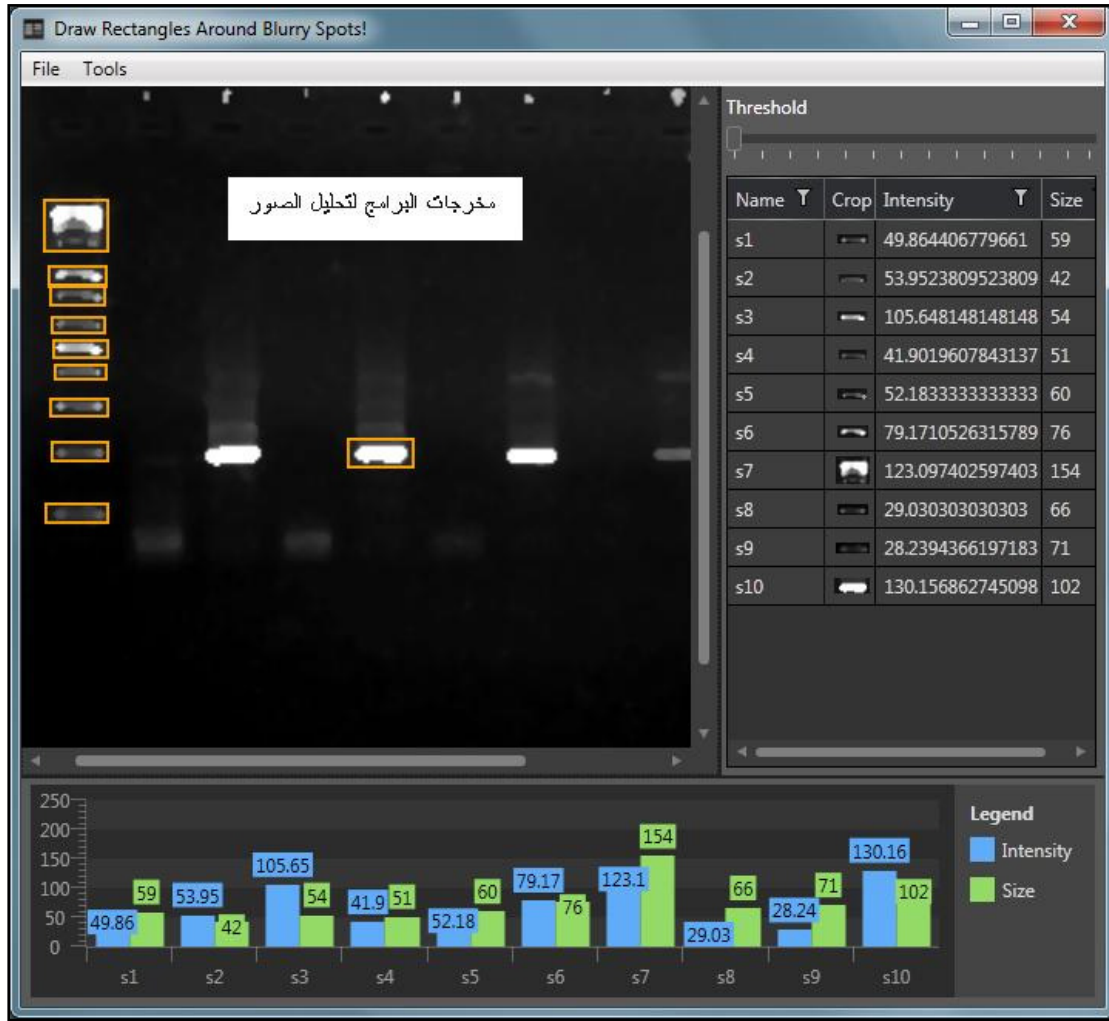 Draw Rectangles Around Blurry Spots!
File Tools
مخرجات البرامج لتحليل الصور
Threshold
Name Crop Intensity Size
s1 49.864406779661 59
s2 53.9523809523809 42
s3 105.648148148148 54
s4 41.9019607843137 51
s5 52.1833333333333 60
s6 79.1710526315789 76
s7 123.097402597403 154
s8 29.030303030303 66
s9 28.2394366197183 71
s10 130.156862745098 102
250
200
150
100
50
0
49.86 59 53.95 42 105.65 54 41.9 51 52.18 60 79.17 76 123.1 154 29.03 66 28.24 71 130.16 102
s1 s2 s3 s4 s5 s6 s7 s8 s9 s10
Legend
Intensity
Size